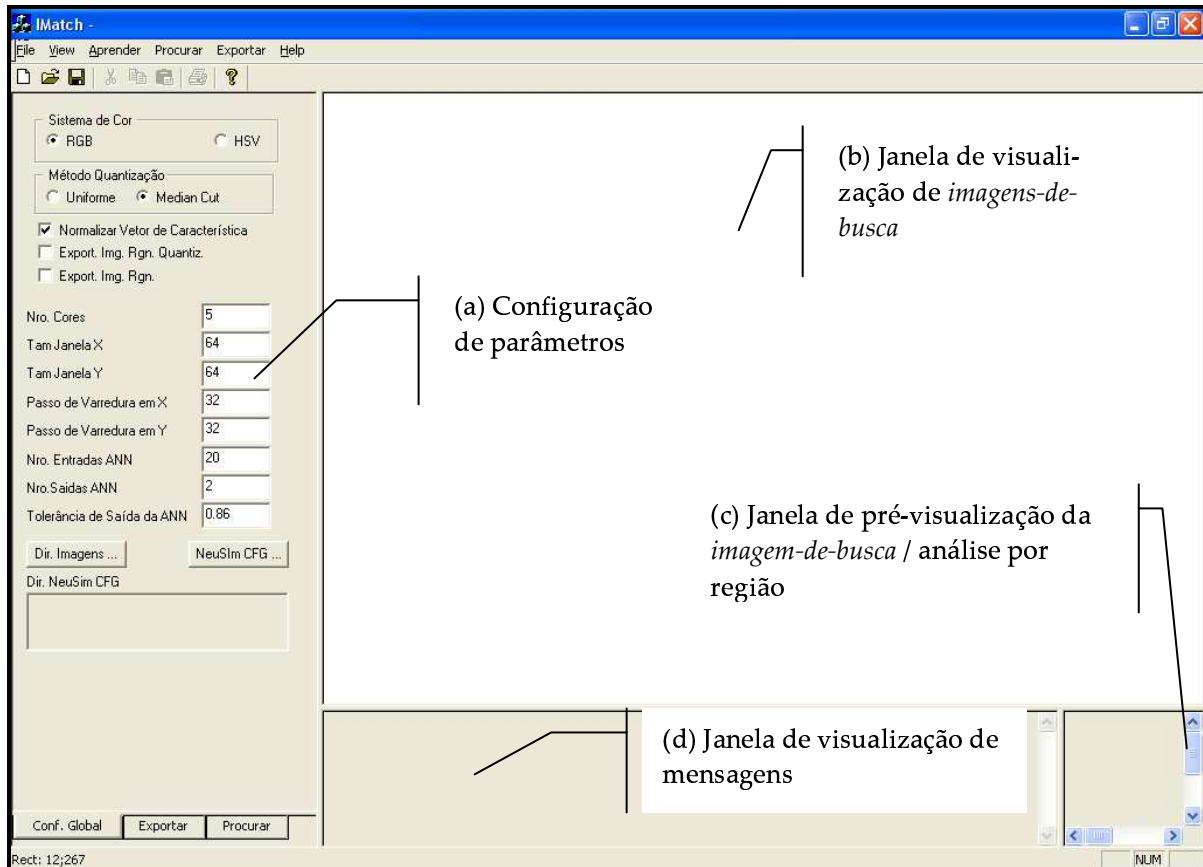 IMatch -
File View Aprender Procurar Exportar Help
Sistema de Cor
RGB HSV
Método Quantização
Uniforme Median Cut
Normalizar Vetor de Característica
Export. Img. Rgn. Quantiz.
Export. Img. Rgn.
Nro. Cores 5
Tam Janela X 64
Tam Janela Y 64
Passo de Varredura em X 32
Passo de Varredura em Y 32
Nro. Entradas ANN 20
Nro.Saidas ANN 2
Tolerância de Saída da ANN 0.86
Dir. Imagens ... NeuSIm CFG ...
Dir. NeuSim CFG
(a) Configuração
de parâmetros
(b) Janela de visuali-
zação de imagens-de-
busca
(c) Janela de pré-visualização da
imagem-de-busca / análise por
região
(d) Janela de visualização de
mensagens
Conf. Global Exportar Procurar
Rect: 12;267 NUM